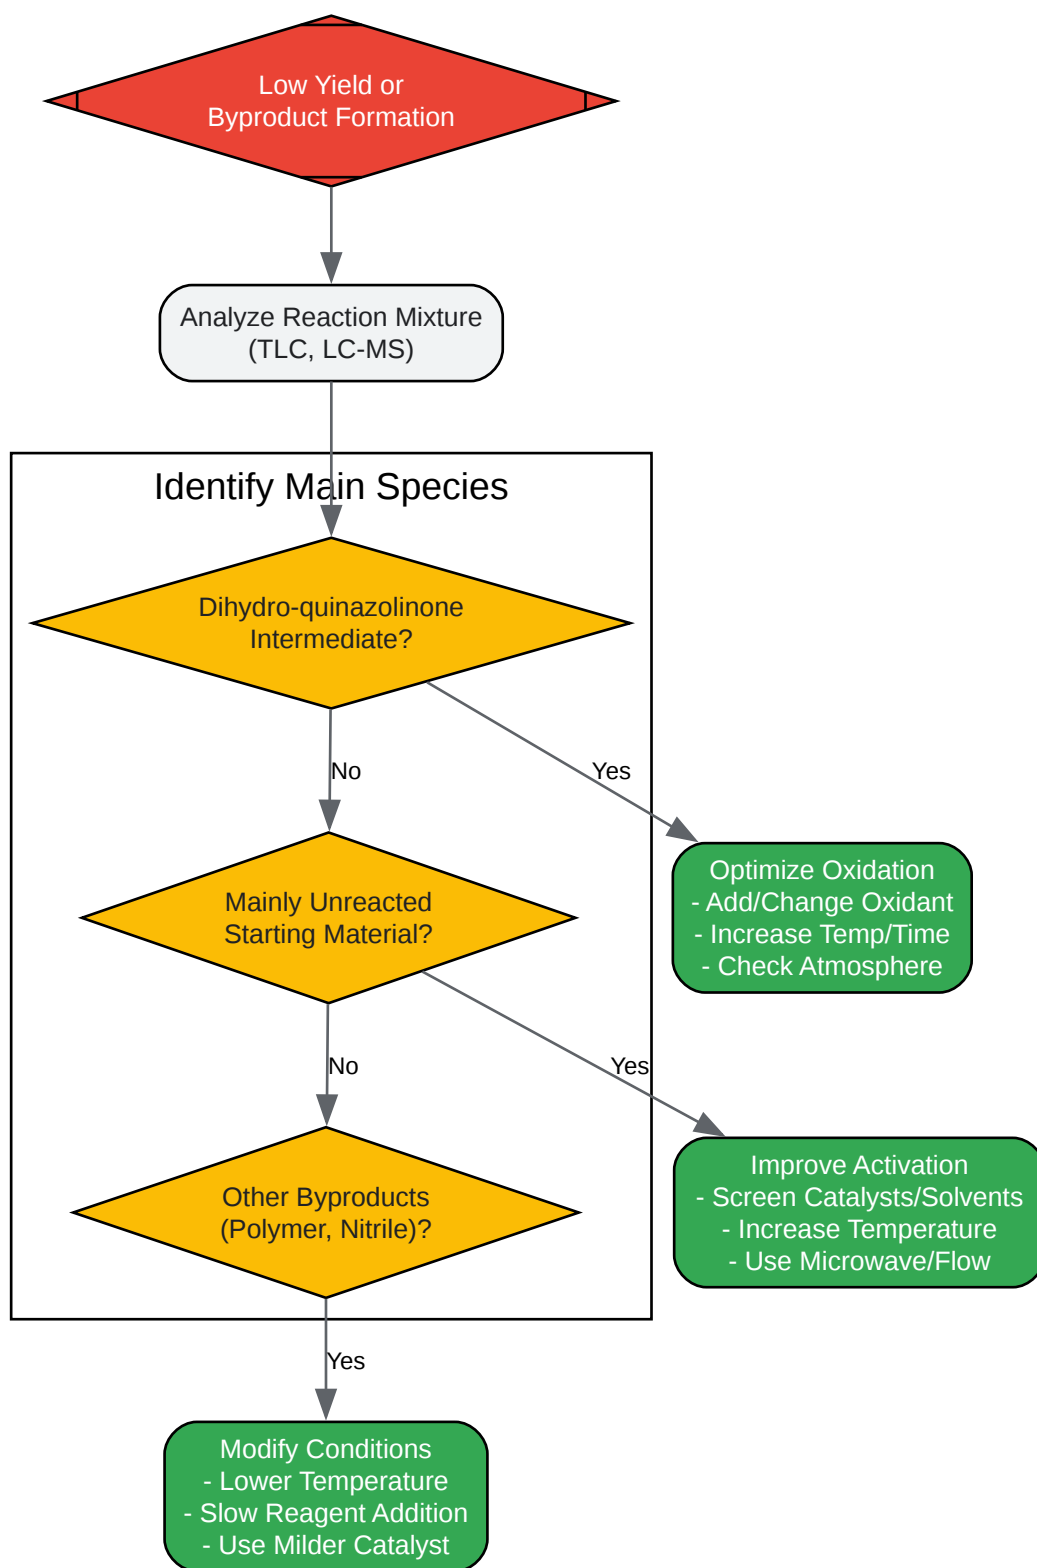 Low Yield or
Byproduct Formation
Analyze Reaction Mixture
(TLC, LC-MS)
Identify Main Species
Dihydro-quinazolinone
Intermediate?
No
Yes
Mainly Unreacted
Starting Material?
Optimize Oxidation
- Add/Change Oxidant
- Increase Temp/Time
- Check Atmosphere
No
Yes
Other Byproducts
(Polymer, Nitrile)?
Improve Activation
- Screen Catalysts/Solvents
- Increase Temperature
- Use Microwave/Flow
Yes
Modify Conditions
- Lower Temperature
- Slow Reagent Addition
- Use Milder Catalyst